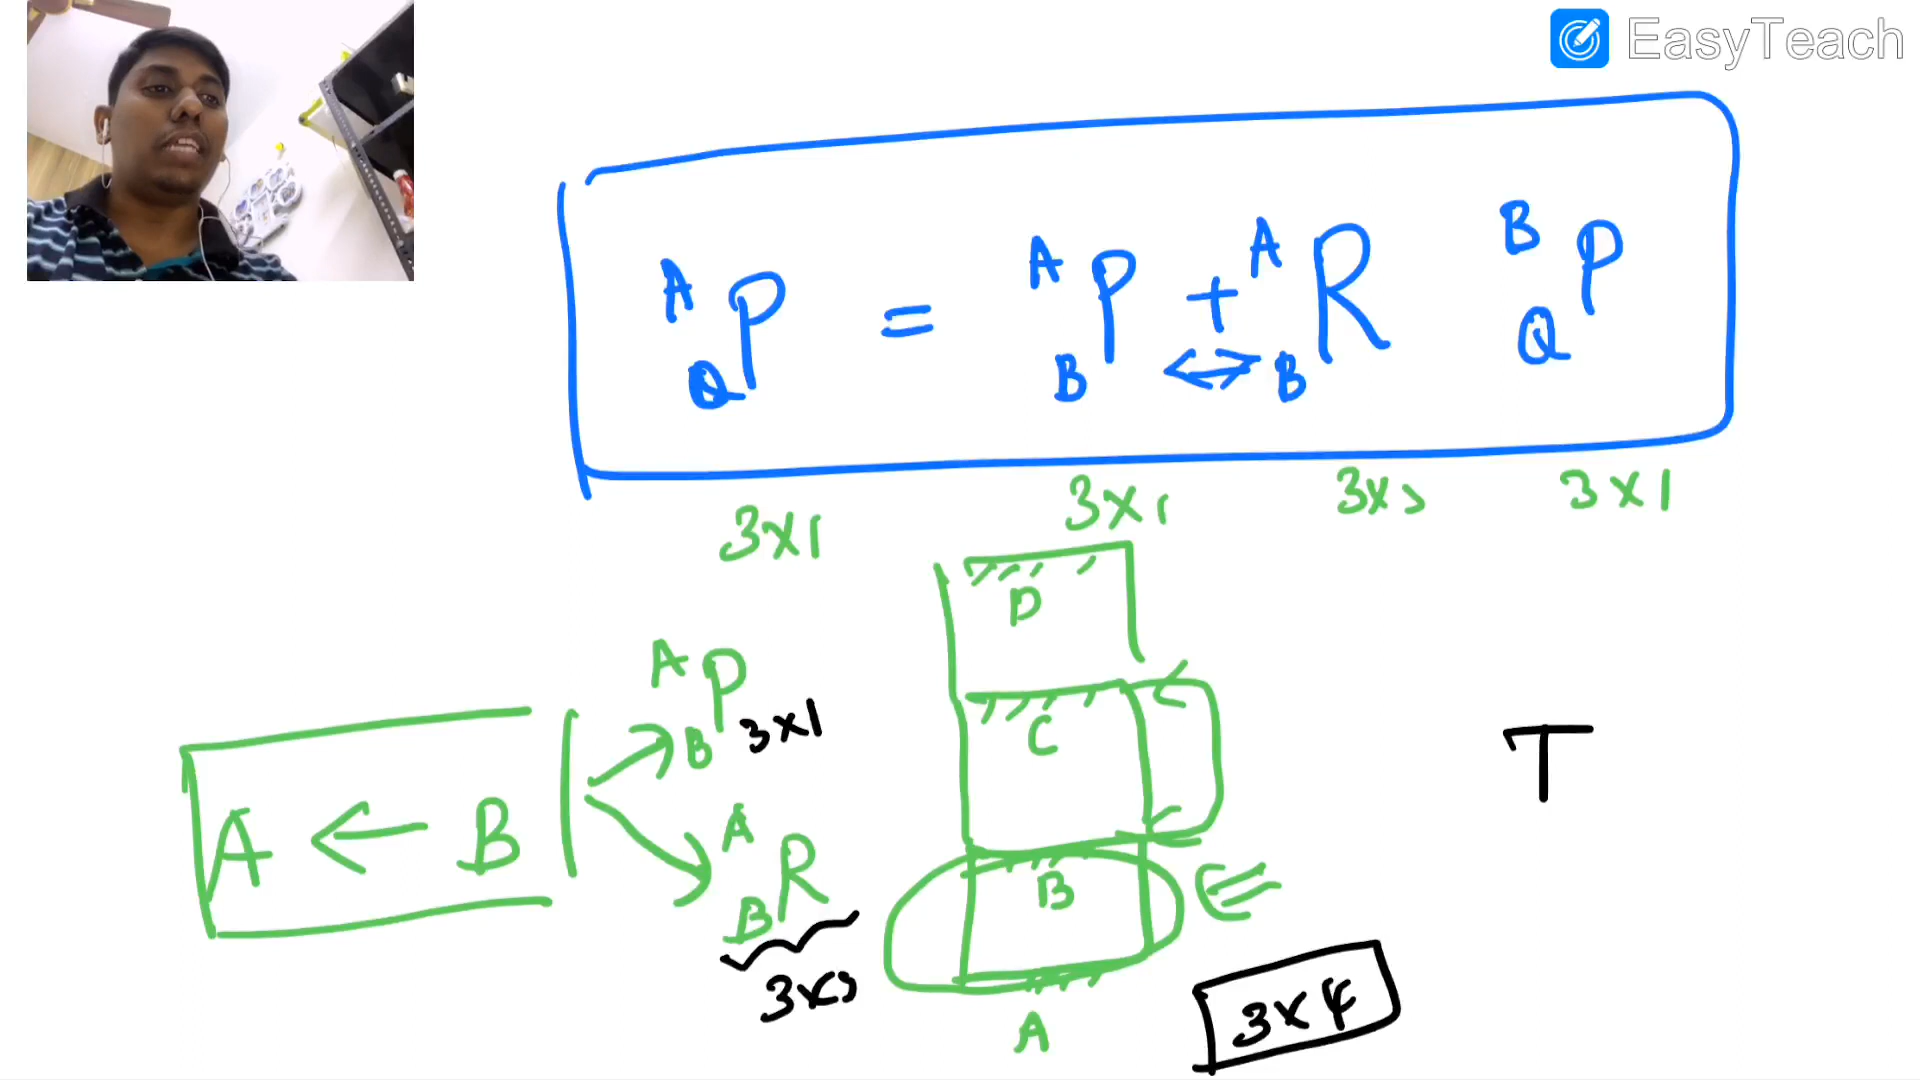 EasyTeach
A P Q = A P B + A R B B P Q
3x1 3x1 3x3 3x1
D
A P B 3x1
C
T
A ← B
A R B
B
3x3
3x4
A